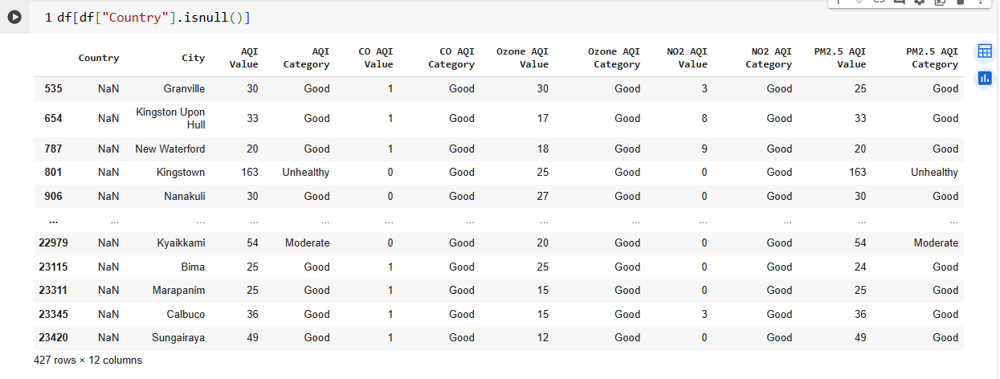 1 df[df["Country"].isnull()]
Country City AQI Value AQI Category CO AQI Value CO AQI Category Ozone AQI Value Ozone AQI Category NO2 AQI Value NO2 AQI Category PM2.5 AQI Value PM2.5 AQI Category
535 NaN Granville 30 Good 1 Good 30 Good 3 Good 25 Good
654 NaN Kingston Upon Hull 33 Good 1 Good 17 Good 8 Good 33 Good
787 NaN New Waterford 20 Good 1 Good 18 Good 9 Good 20 Good
801 NaN Kingstown 163 Unhealthy 0 Good 25 Good 0 Good 163 Unhealthy
906 NaN Nanakuli 30 Good 0 Good 27 Good 0 Good 30 Good
... ... ... ... ... ... ... ... ... ... ... ... ...
22979 NaN Kyaikkami 54 Moderate 0 Good 20 Good 0 Good 54 Moderate
23115 NaN Bima 25 Good 1 Good 25 Good 0 Good 24 Good
23311 NaN Marapanim 25 Good 1 Good 15 Good 0 Good 25 Good
23345 NaN Calbuco 36 Good 1 Good 15 Good 3 Good 36 Good
23420 NaN Sungairaya 49 Good 1 Good 12 Good 0 Good 49 Good
427 rows × 12 columns